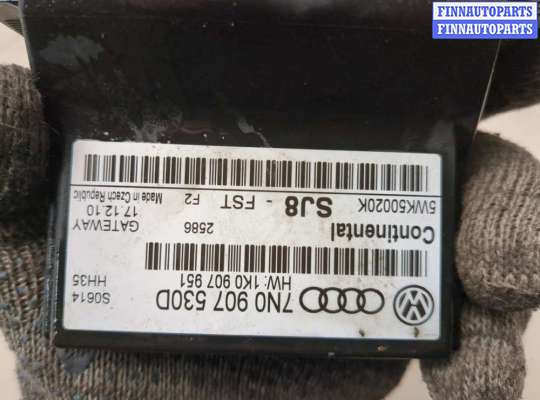 FINNAUTOPARTS
FINNAUTOPARTS
FINNAUTOPARTS
7N0 907 530D
HW: 1K0 907 951
S0614
HH35
Continental
2586
GATEWAY
17.12.10
SJ8 - FST F2
Made in Czech Republic
5WK50020K